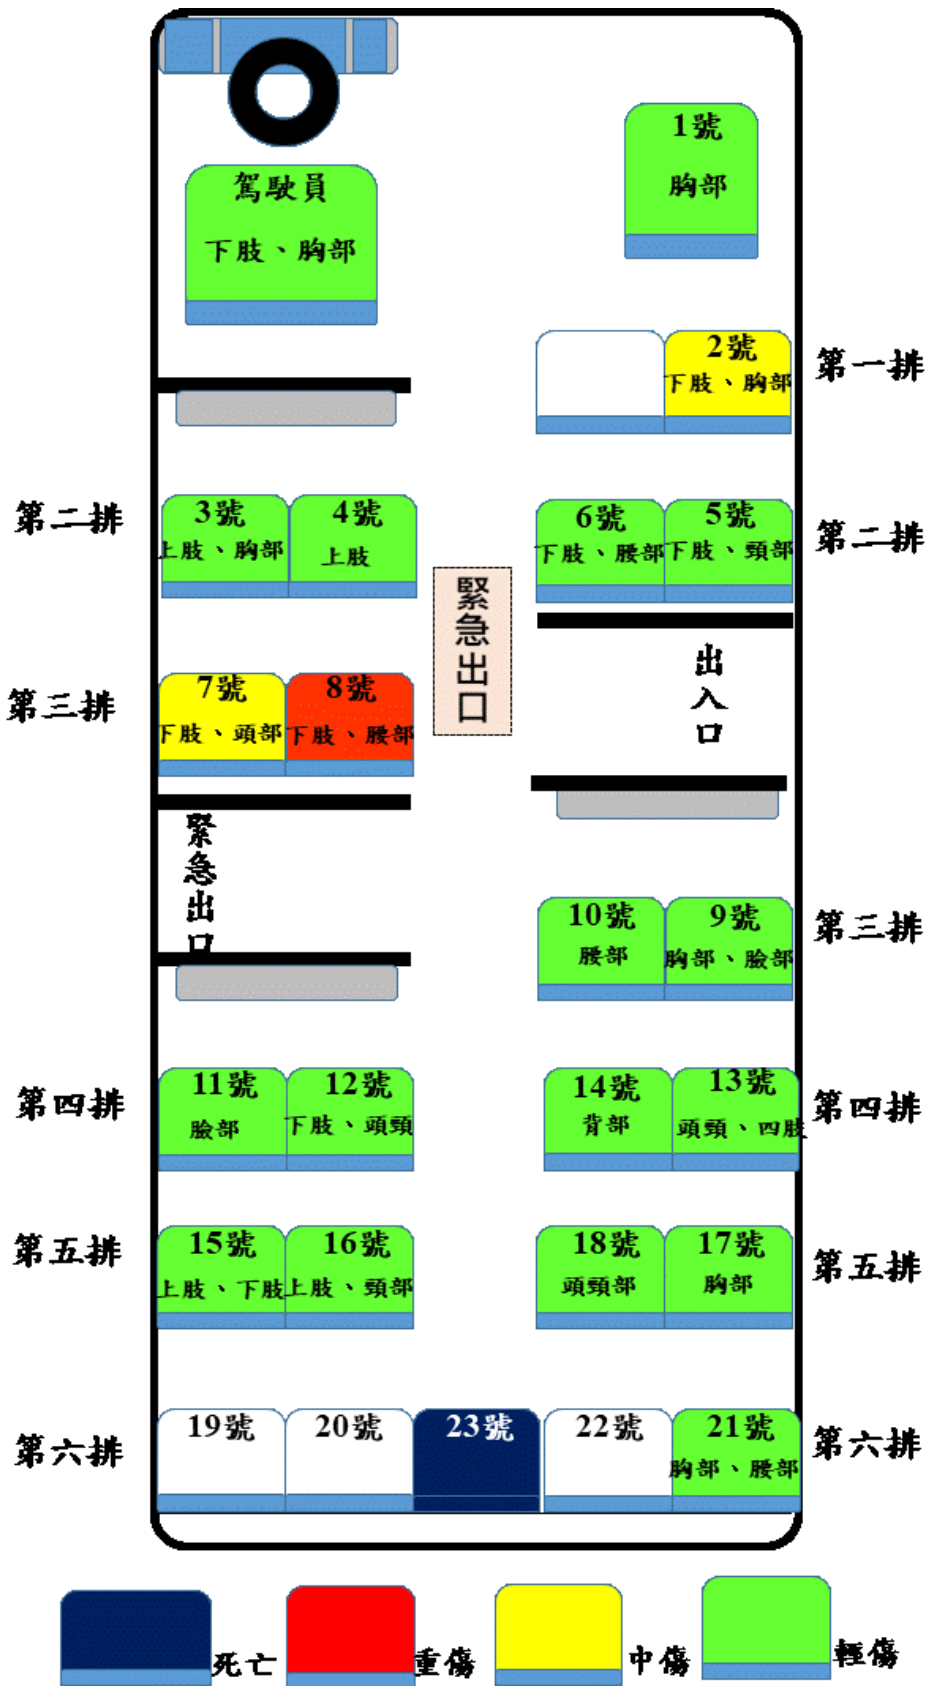 1號
胸部
駕駛員
下肢、胸部
2號
下肢、胸部
第一排
第二排
3號
上肢、胸部
4號
上肢
6號
下肢、腰部
5號
下肢、頸部
第二排
緊急出口
出入口
第三排
7號
下肢、頭部
8號
下肢、腰部
緊急出口
10號
腰部
9號
胸部、臉部
第三排
第四排
11號
臉部
12號
下肢、頭頸
14號
背部
13號
頭頸、四肢
第四排
第五排
15號
上肢、下肢
16號
上肢、頸部
18號
頭頸部
17號
胸部
第五排
第六排
19號
20號
23號
22號
21號
胸部、腰部
第六排
死亡
重傷
中傷
輕傷